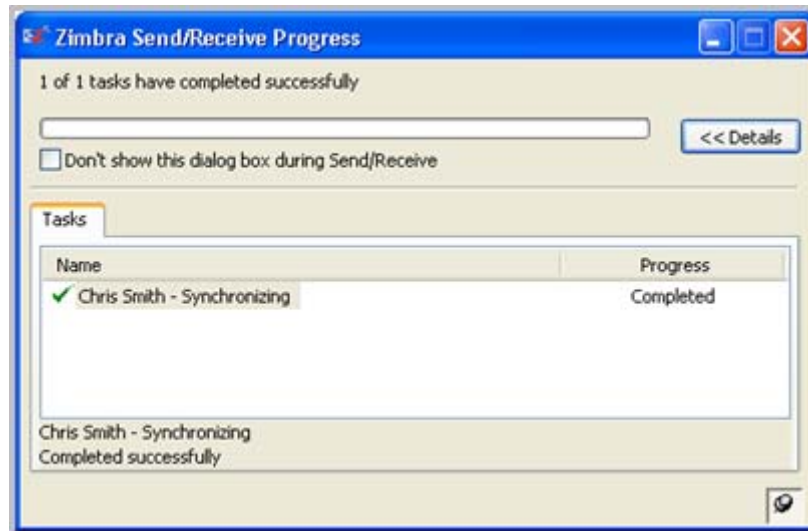 Zimbra Send/Receive Progress
1 of 1 tasks have completed successfully
<< Details
Don't show this dialog box during Send/Receive
Tasks
Name Progress
Chris Smith - Synchronizing Completed
Chris Smith - Synchronizing
Completed successfully